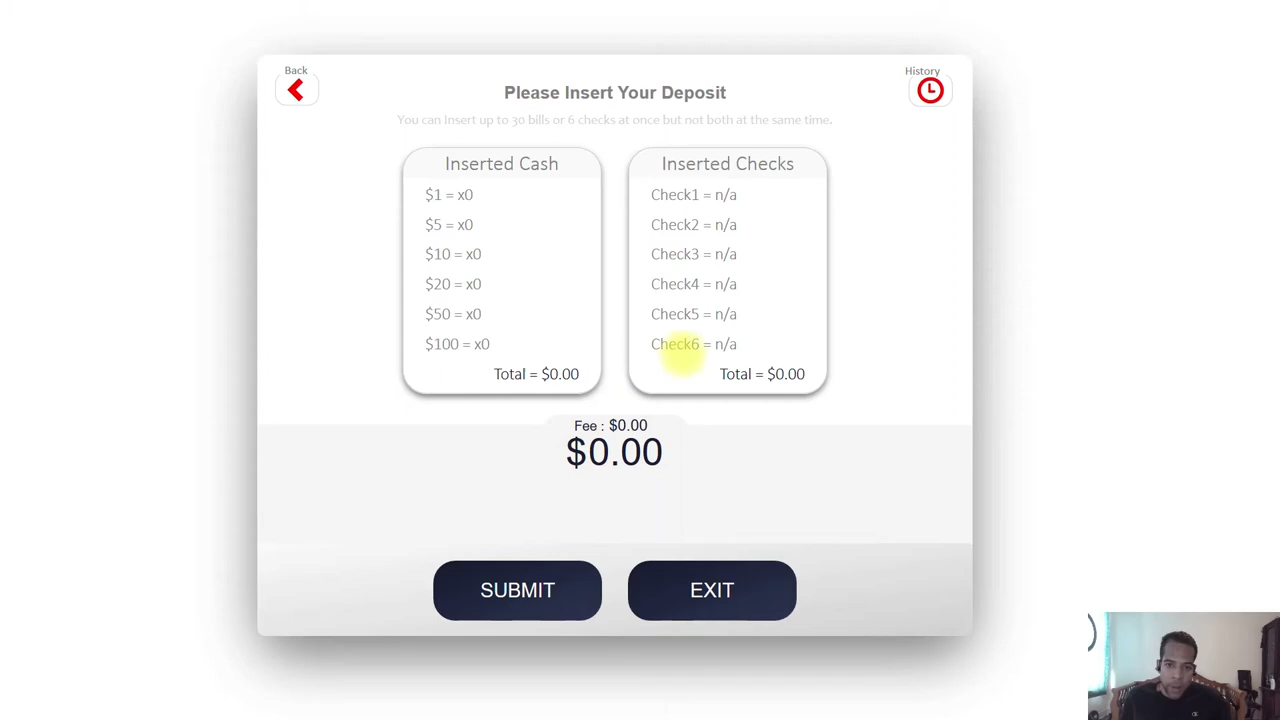 Back
History
Please Insert Your Deposit
You can insert up to 30 bills or 6 checks at once but not both at the same time.
Inserted Cash
$1 = x0
$5 = x0
$10 = x0
$20 = x0
$50 = x0
$100 = x0
Total = $0.00
Inserted Checks
Check1 = n/a
Check2 = n/a
Check3 = n/a
Check4 = n/a
Check5 = n/a
Check6 = n/a
Total = $0.00
Fee : $0.00
$0.00
SUBMIT
EXIT